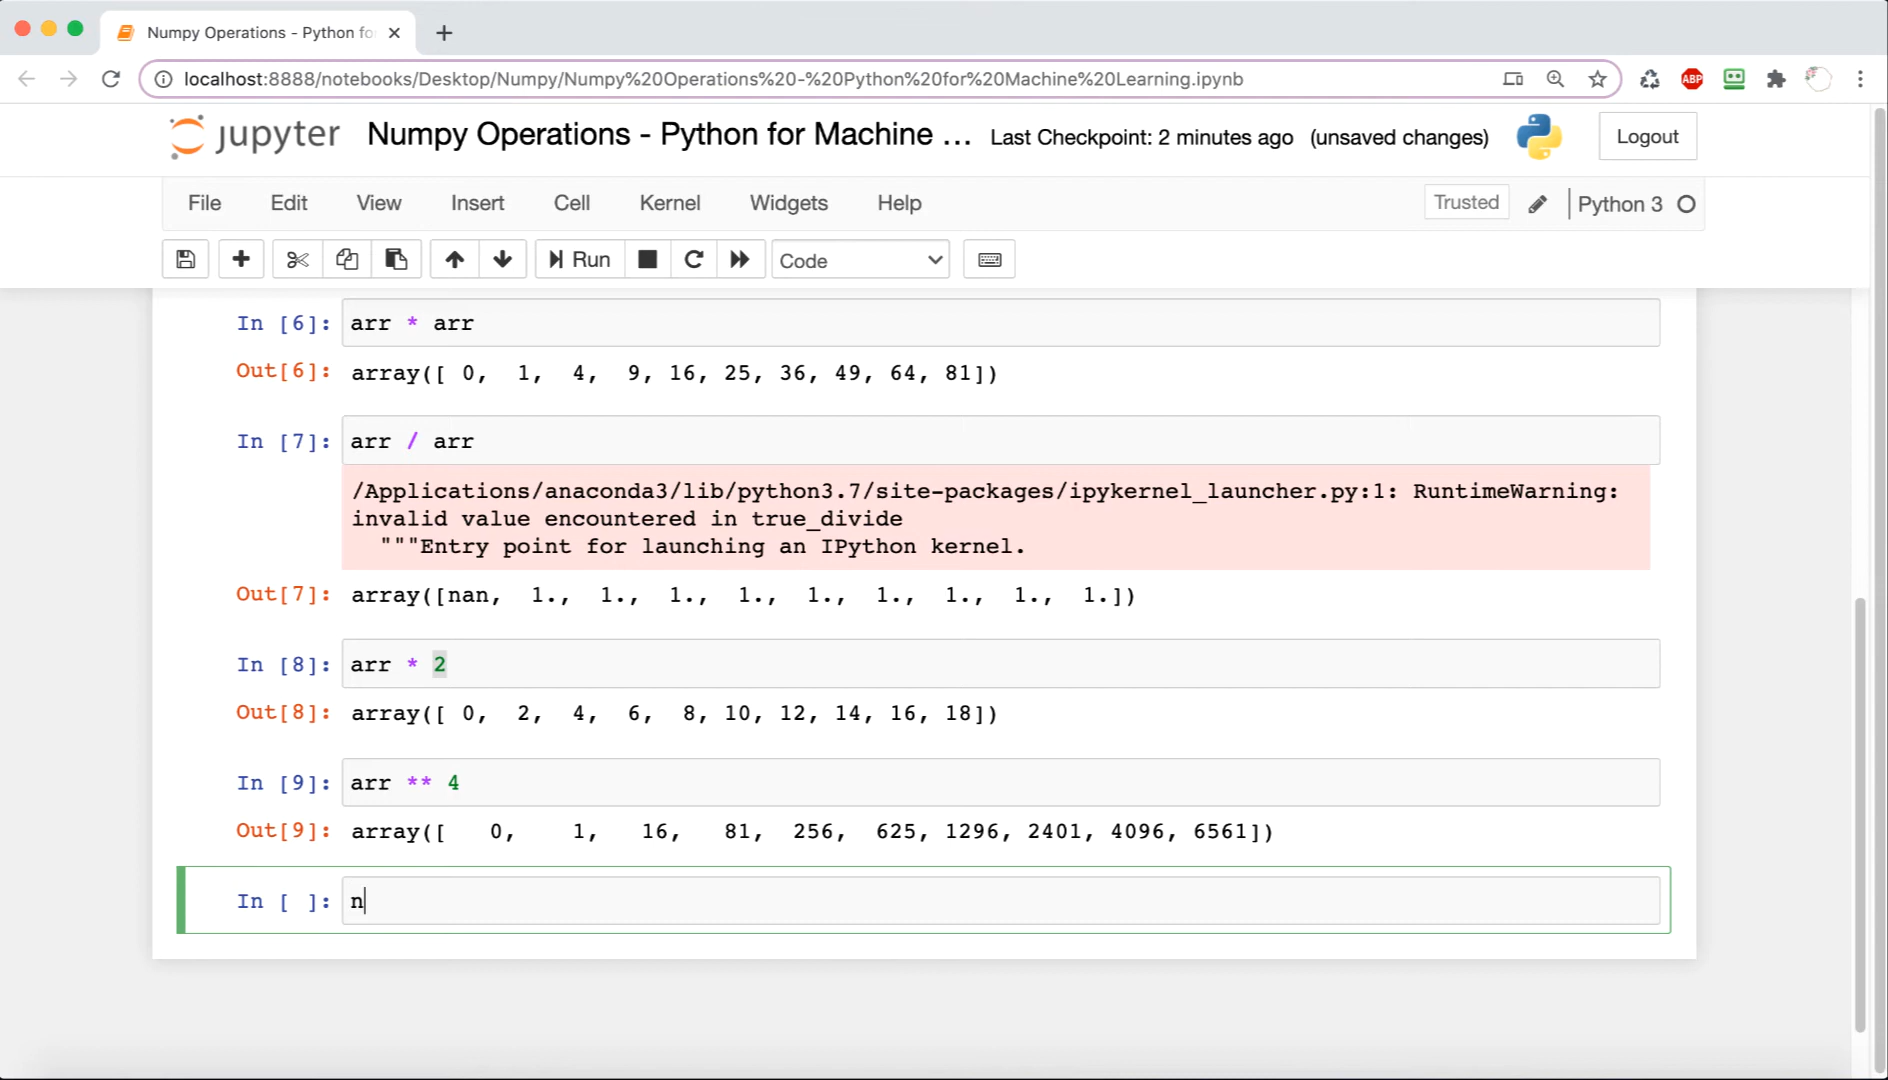 Numpy Operations - Python fo
localhost:8888/notebooks/Desktop/Numpy/Numpy%20Operations%20-%20Python%20for%20Machine%20Learning.ipynb
ABP
jupyter Numpy Operations - Python for Machine ... Last Checkpoint: 2 minutes ago (unsaved changes) Logout
File Edit View Insert Cell Kernel Widgets Help Trusted Python 3
Run Code
In [6]: arr * arr
Out[6]: array([ 0,  1,  4,  9, 16, 25, 36, 49, 64, 81])
In [7]: arr / arr
/Applications/anaconda3/lib/python3.7/site-packages/ipykernel_launcher.py:1: RuntimeWarning:
invalid value encountered in true_divide
"""Entry point for launching an IPython kernel.
Out[7]: array([nan,  1.,  1.,  1.,  1.,  1.,  1.,  1.,  1.,  1.])
In [8]: arr * 2
Out[8]: array([ 0,  2,  4,  6,  8, 10, 12, 14, 16, 18])
In [9]: arr ** 4
Out[9]: array([   0,    1,   16,   81,  256,  625, 1296, 2401, 4096, 6561])
In [ ]: n